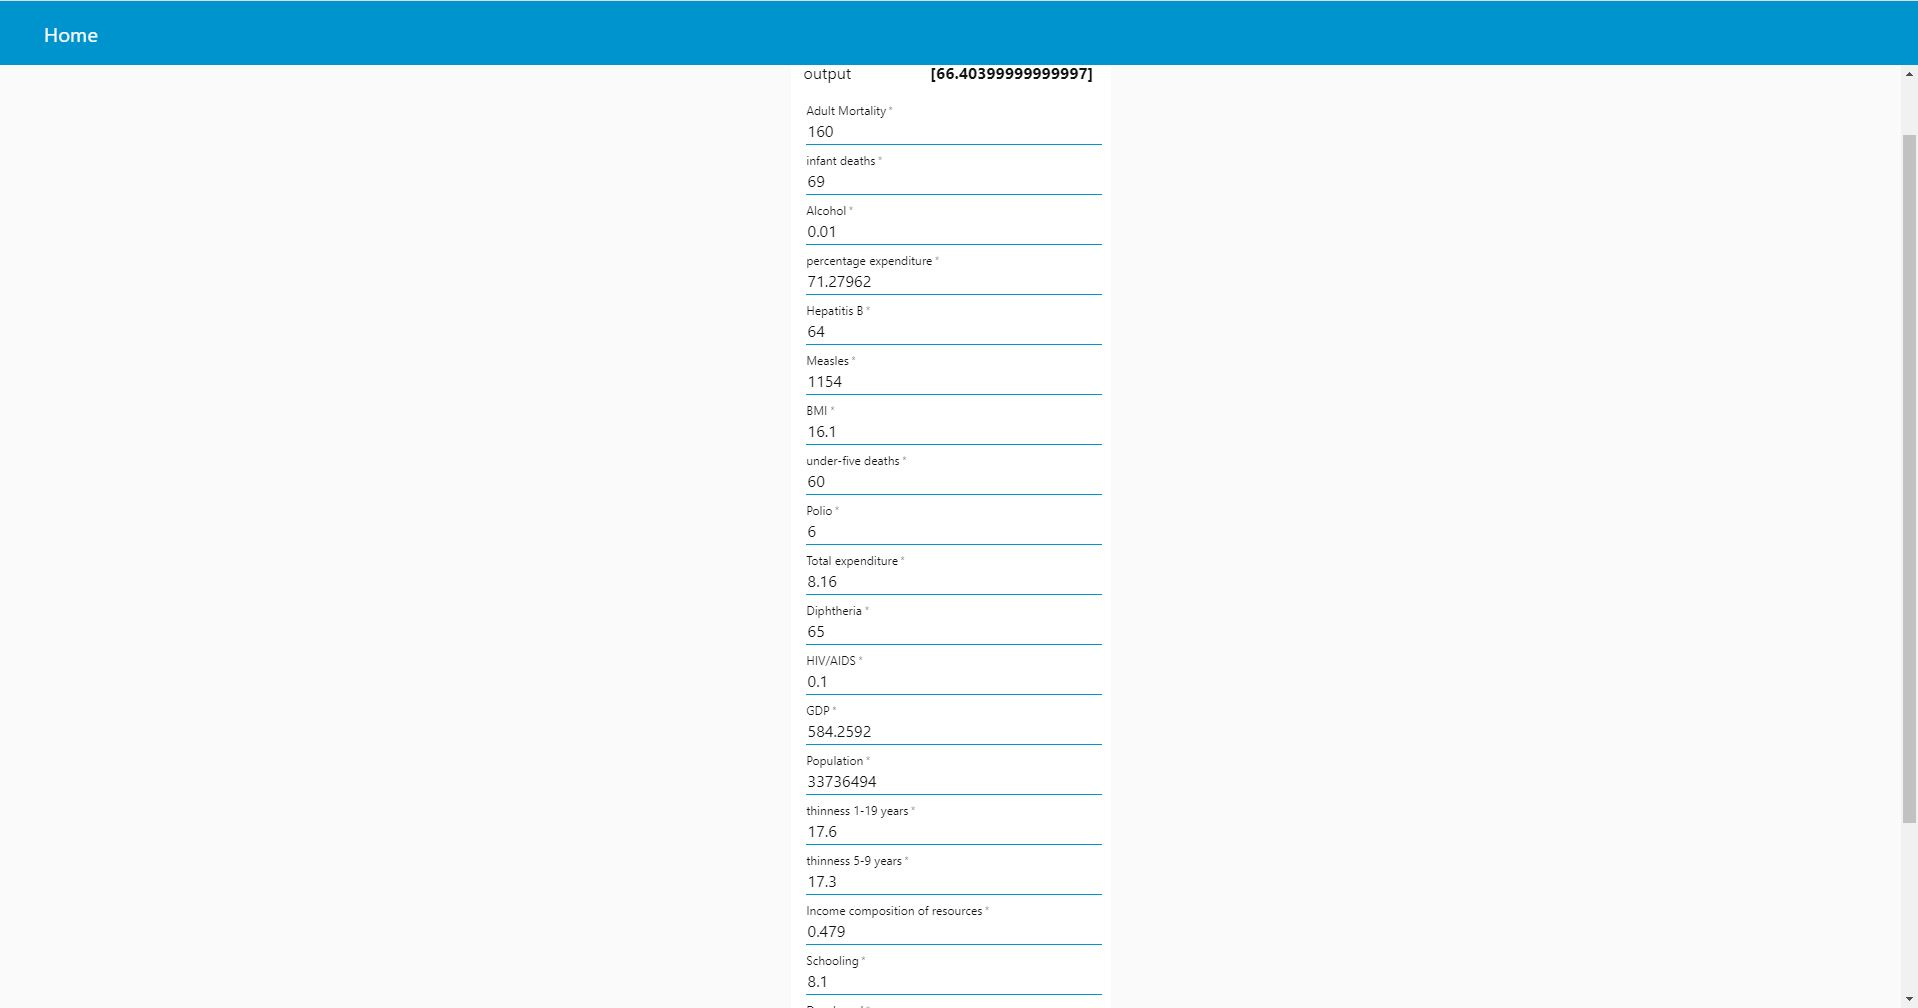 Home
output [66.40399999999997]
Adult Mortality *
160
infant deaths *
69
Alcohol *
0.01
percentage expenditure *
71.27962
Hepatitis B *
64
Measles *
1154
BMI *
16.1
under-five deaths *
60
Polio *
6
Total expenditure *
8.16
Diphtheria *
65
HIV/AIDS *
0.1
GDP *
584.2592
Population *
33736494
thinness 1-19 years *
17.6
thinness 5-9 years *
17.3
Income composition of resources *
0.479
Schooling *
8.1